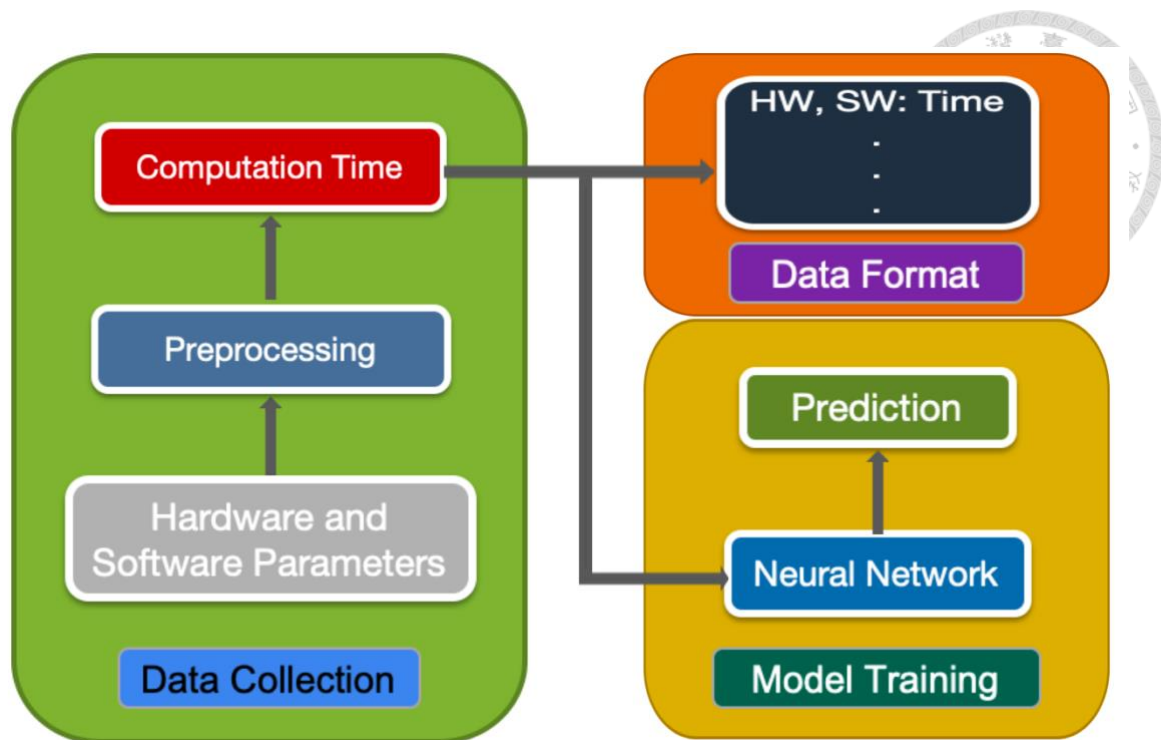 Computation Time
Preprocessing
Hardware and
Software Parameters
Data Collection
HW, SW: Time
.
.
.
Data Format
Prediction
Neural Network
Model Training